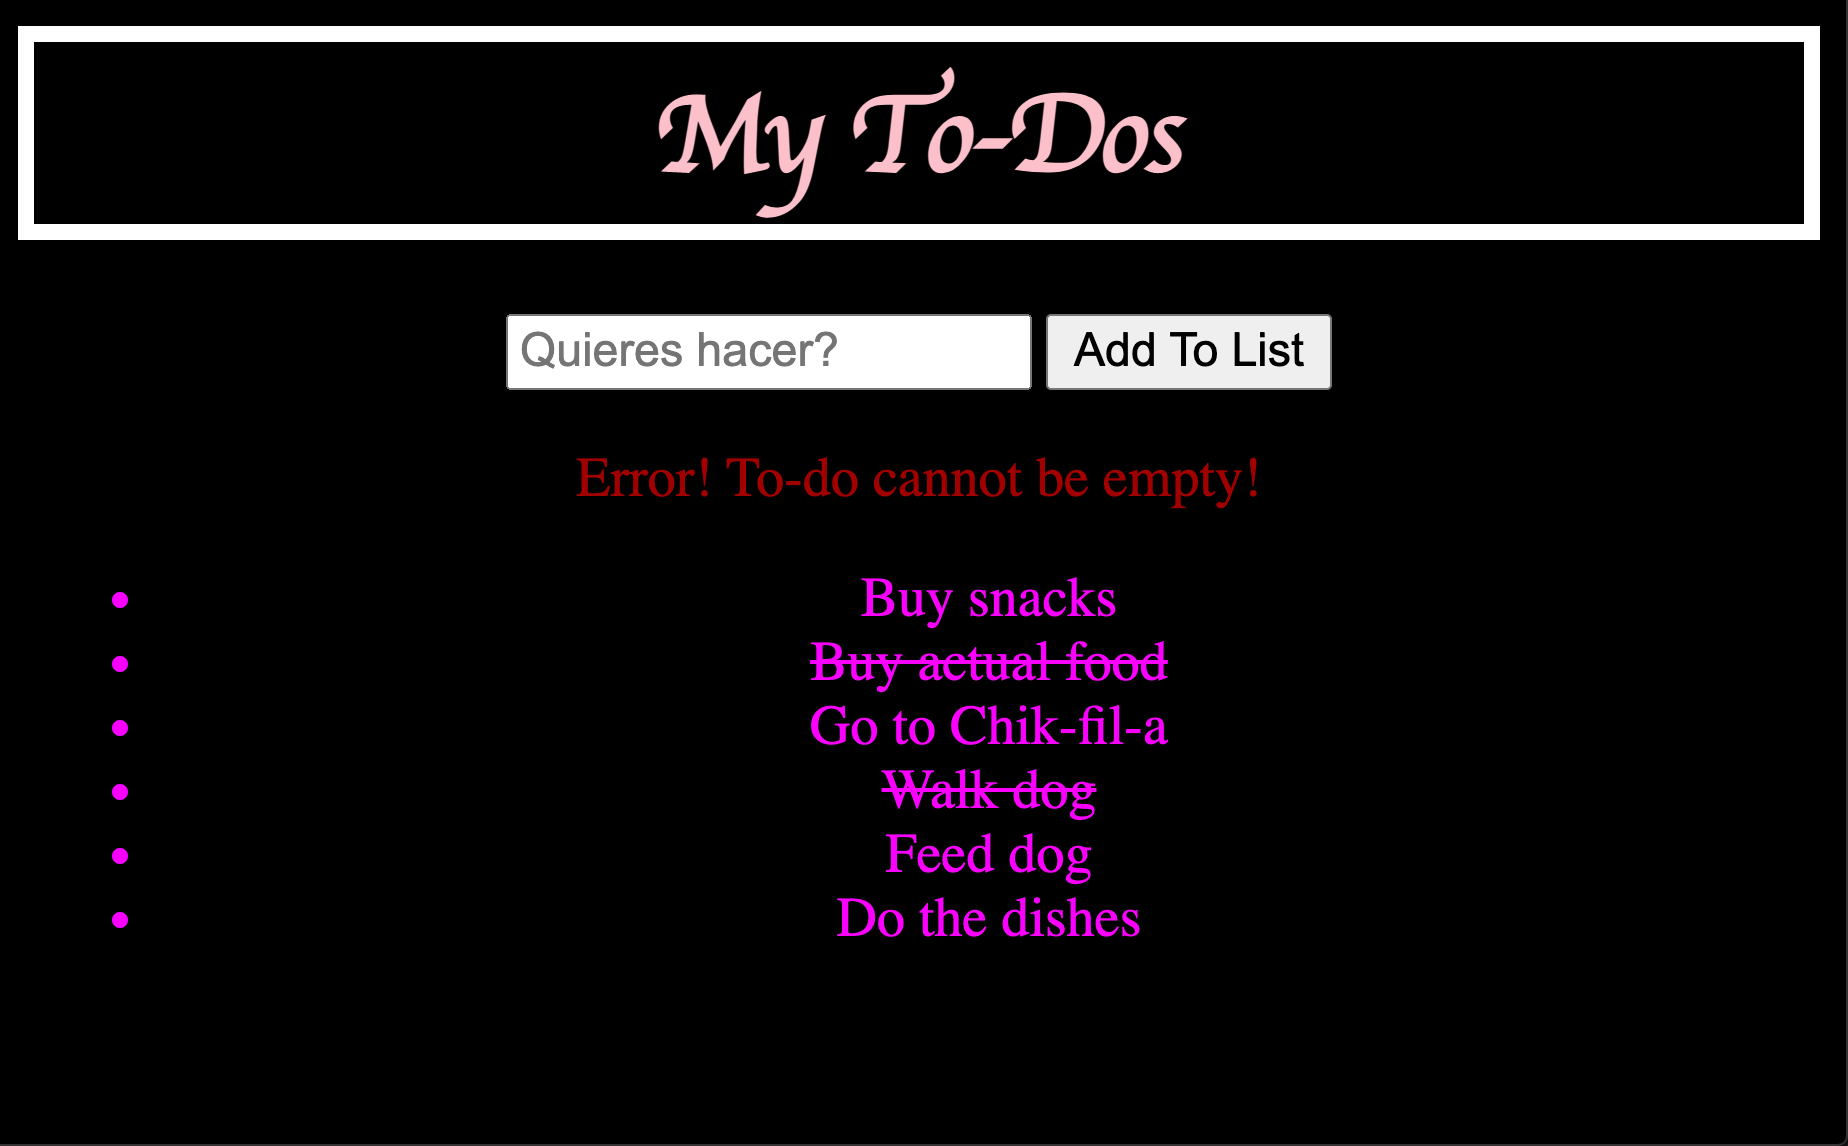 My To-Dos
Quieres hacer? Add To List
Error! To-do cannot be empty!
Buy snacks
Buy actual food
Go to Chik-fil-a
Walk dog
Feed dog
Do the dishes